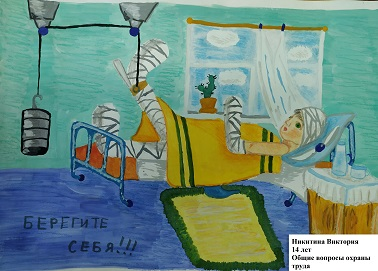 БЕРЕГИТЕ
СЕБЯ!!!
Никитина Виктория
14 лет
Общие вопросы охраны
труда